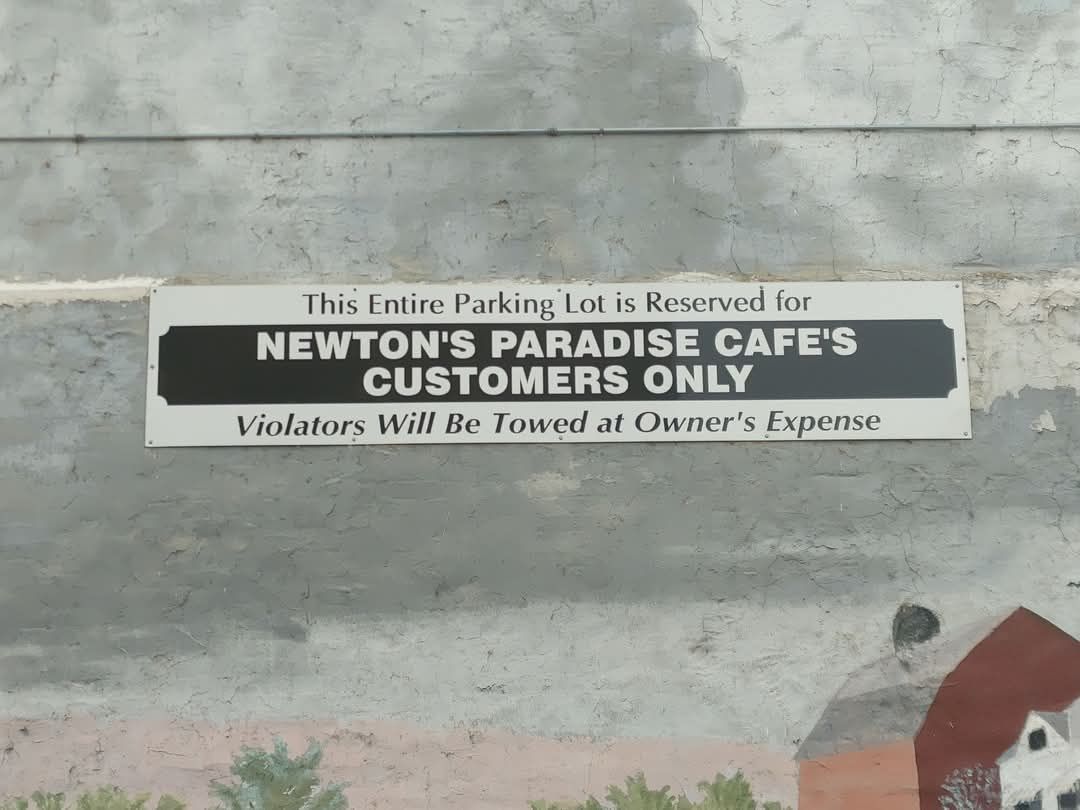 This Entire Parking Lot is Reserved for
NEWTON'S PARADISE CAFE'S
CUSTOMERS ONLY
Violators Will Be Towed at Owner's Expense